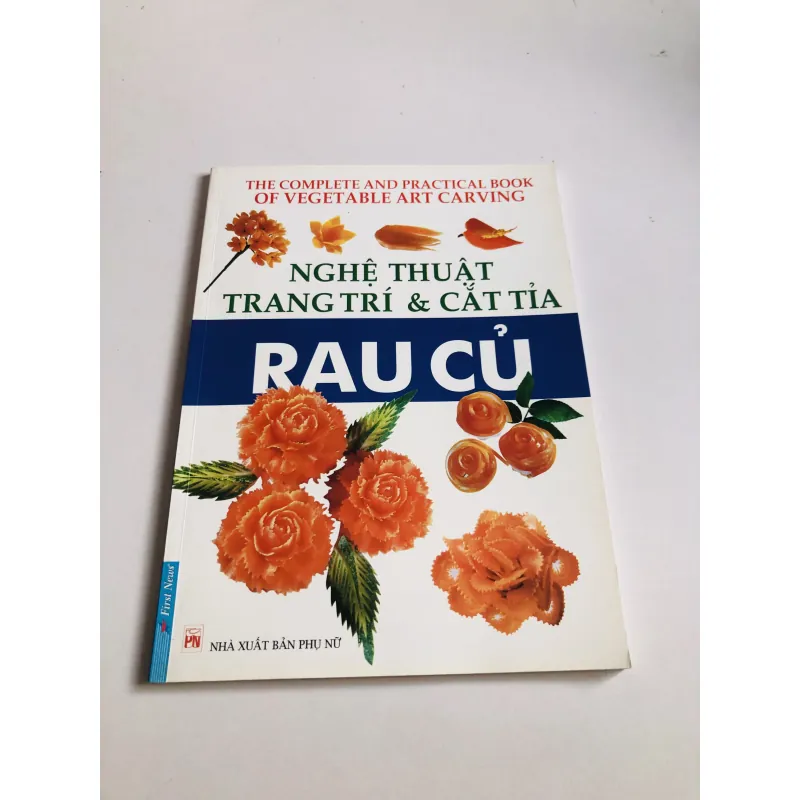 THE COMPLETE AND PRACTICAL BOOK
OF VEGETABLE ART CARVING
NGHỆ THUẬT
TRANG TRÍ & CẮT TỈA
RAU CỦ
First News
PN
NHÀ XUẤT BẢN PHỤ NỮ